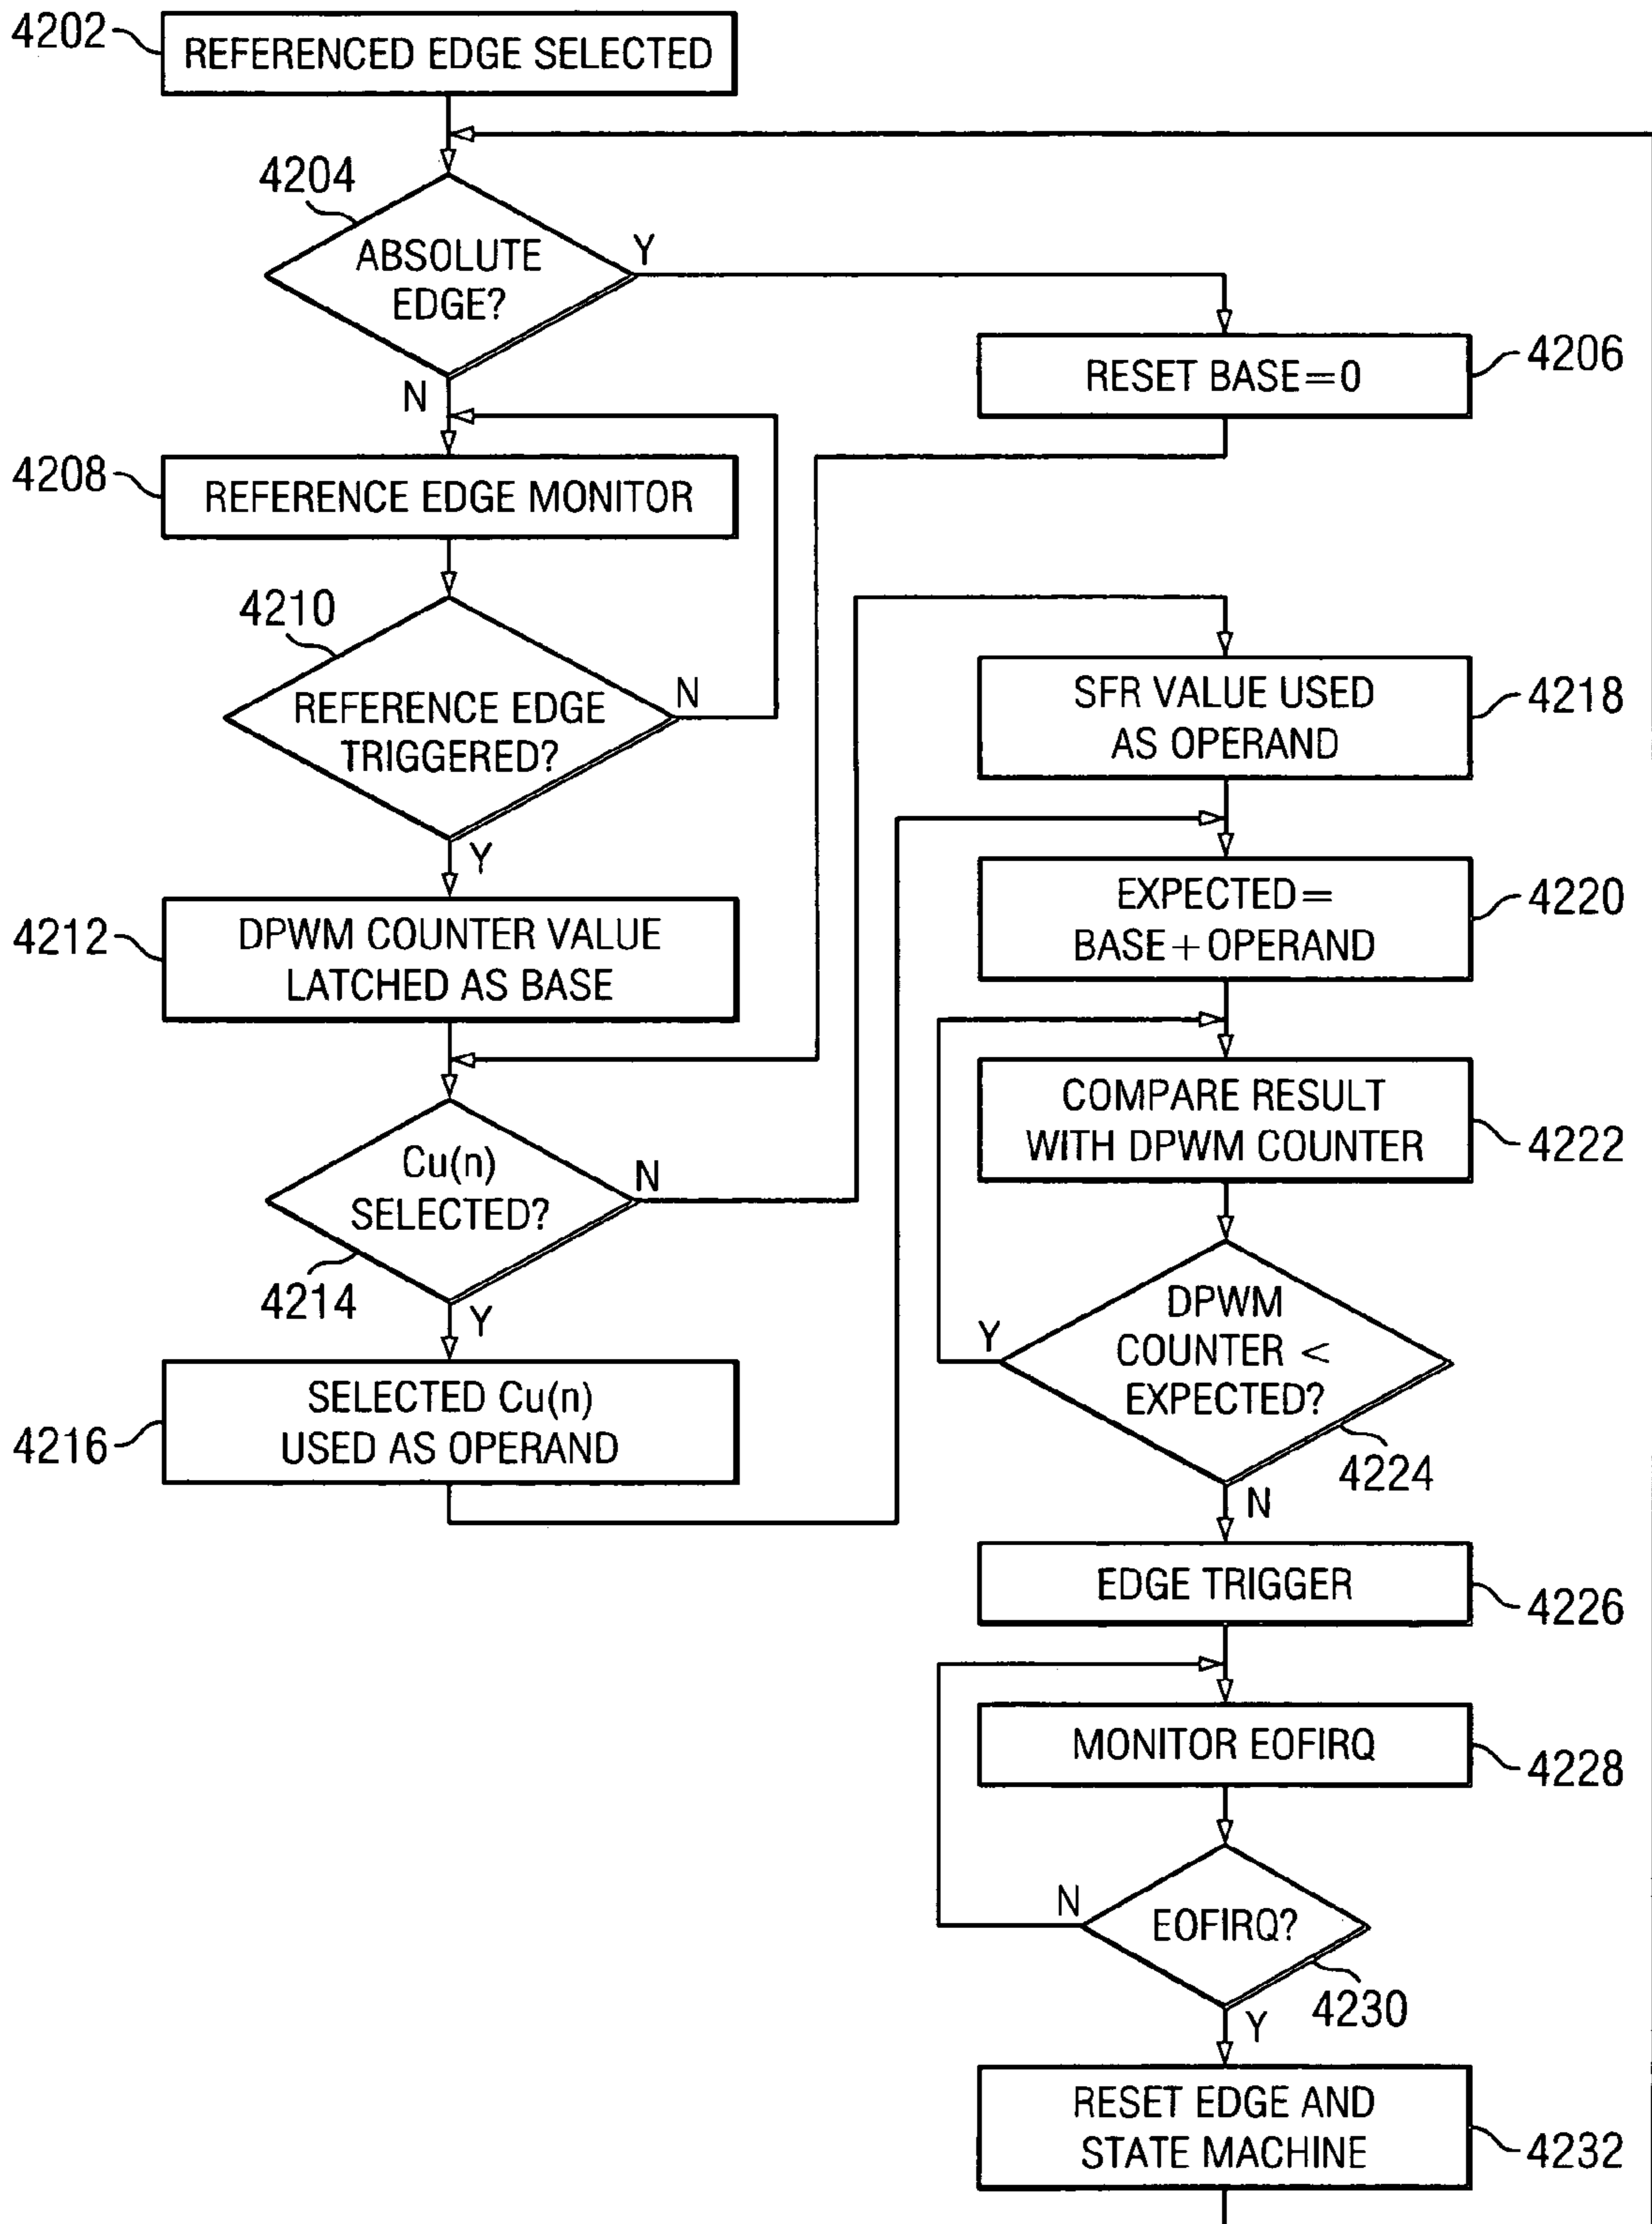 4202
REFERENCED EDGE SELECTED
4204
ABSOLUTE
EDGE?
Y
N
RESET BASE=0
4206
4208
REFERENCE EDGE MONITOR
4210
REFERENCE EDGE
TRIGGERED?
N
Y
4212
DPWM COUNTER VALUE
LATCHED AS BASE
Cu(n)
SELECTED?
N
4214
Y
4216
SELECTED Cu(n)
USED AS OPERAND
SFR VALUE USED
AS OPERAND
4218
EXPECTED=
BASE+OPERAND
4220
COMPARE RESULT
WITH DPWM COUNTER
4222
DPWM
COUNTER <
EXPECTED?
Y
4224
N
EDGE TRIGGER
4226
MONITOR EOFIRQ
4228
EOFIRQ?
N
4230
Y
RESET EDGE AND
STATE MACHINE
4232